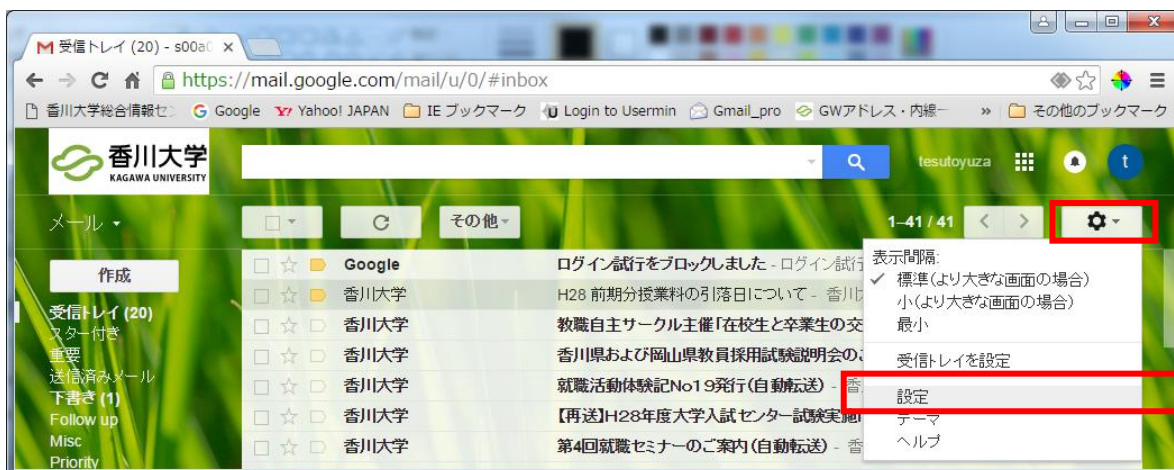 受信トレイ (20) - s00a0
https://mail.google.com/mail/u/0/#inbox
香川大学総合情報セ Google Yahoo! JAPAN IE ブックマーク Login to Usermin Gmail_pro GWアドレス・内線一 » その他のブックマーク
香川大学
KAGAWA UNIVERSITY
tesutoyuza
t
メール
その他
1–41 / 41
作成
受信トレイ (20)
スター付き
重要
送信済みメール
下書き (1)
Follow up
Misc
Priority
Google ログイン試行をブロックしました - ログイン試行
香川大学 H28 前期分授業料の引落日について - 香川
香川大学 教職自主サークル主催「在校生と卒業生の交
香川大学 香川県および岡山県教員採用試験説明会の
香川大学 就職活動体験記No19発行(自動転送) - 香
香川大学 【再送】H28年度大学入試センター試験実施
香川大学 第4回就職セミナーのご案内(自動転送) - 香
表示間隔:
✓ 標準(より大きな画面の場合)
小(より大きな画面の場合)
最小
受信トレイを設定
設定
テーマ
ヘルプ